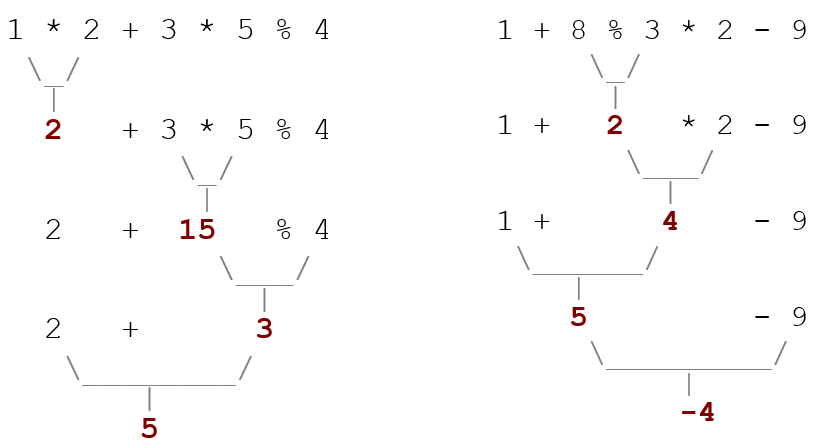 1 * 2 + 3 * 5 % 4
2 + 3 * 5 % 4
2 + 15 % 4
2 + 3
5
1 + 8 % 3 * 2 - 9
1 + 2 * 2 - 9
1 + 4 - 9
5 - 9
-4